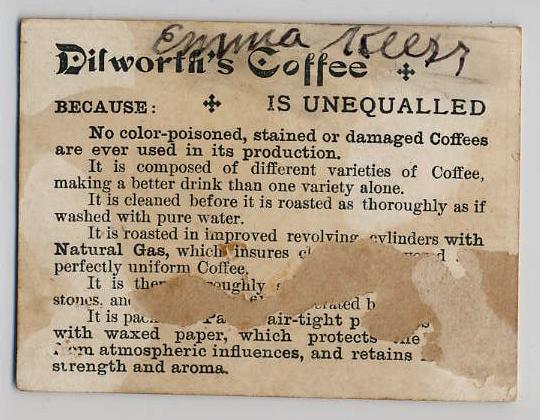 Emma
Dilworth's Coffee
BECAUSE: IS UNEQUALLED
No color-poisoned, stained or damaged Coffees
are ever used in its production.
It is composed of different varieties of Coffee,
making a better drink than one variety alone.
It is cleaned before it is roasted as thoroughly as if
washed with pure water.
It is roasted in improved revolving cylinders with
Natural Gas, which insures
perfectly uniform Coffee.
It is
stones.
It is air-tight
with waxed paper, which protects
atmospheric influences, and retains
strength and aroma.